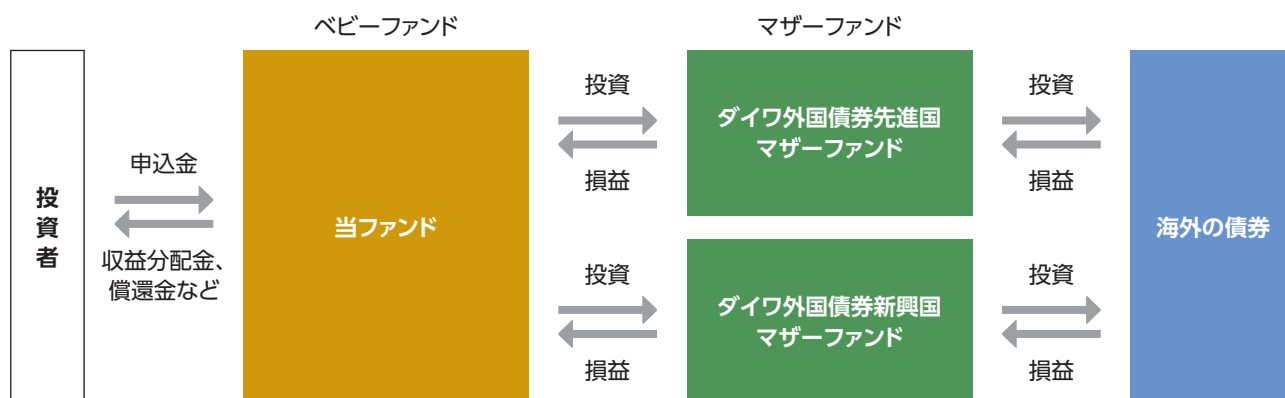 ベビーファンド
マザーファンド
投資者
申込金
収益分配金、
償還金など
当ファンド
投資
損益
投資
損益
ダイワ外国債券先進国
マザーファンド
ダイワ外国債券新興国
マザーファンド
投資
損益
投資
損益
海外の債券